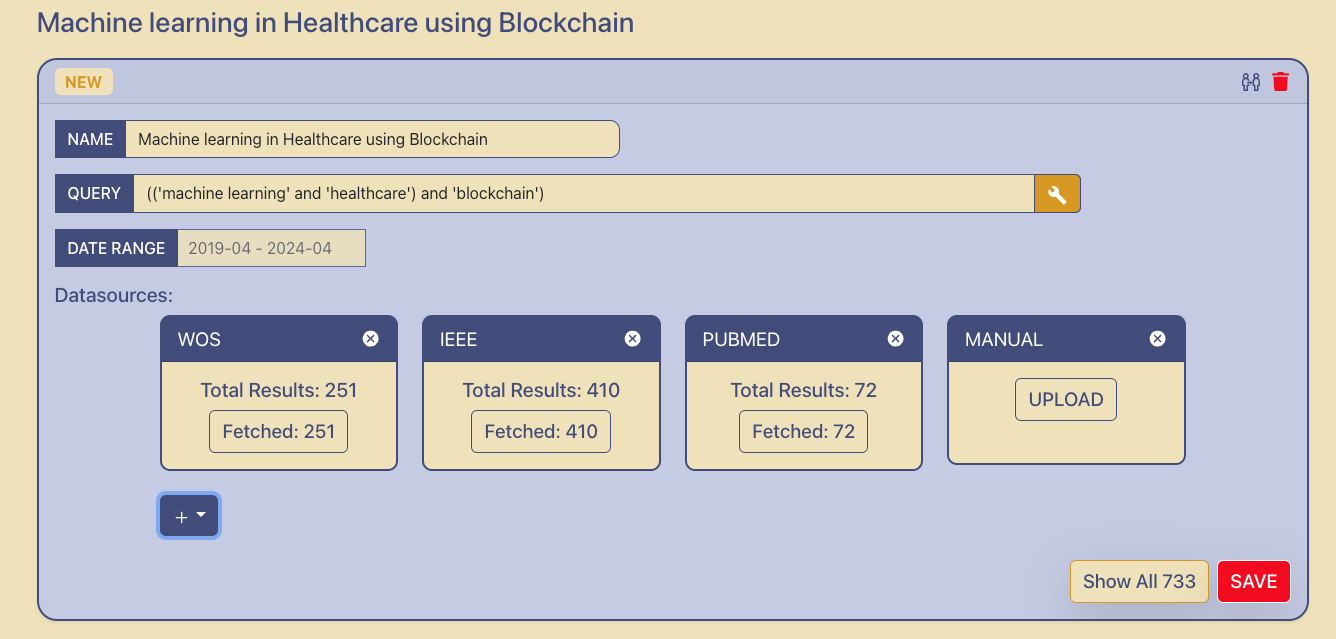 Machine learning in Healthcare using Blockchain
NEW
NAME Machine learning in Healthcare using Blockchain
QUERY (('machine learning' and 'healthcare') and 'blockchain')
DATE RANGE 2019-04 - 2024-04
Datasources:
WOS IEEE PUBMED MANUAL
Total Results: 251 Total Results: 410 Total Results: 72 UPLOAD
Fetched: 251 Fetched: 410 Fetched: 72
+
Show All 733 SAVE